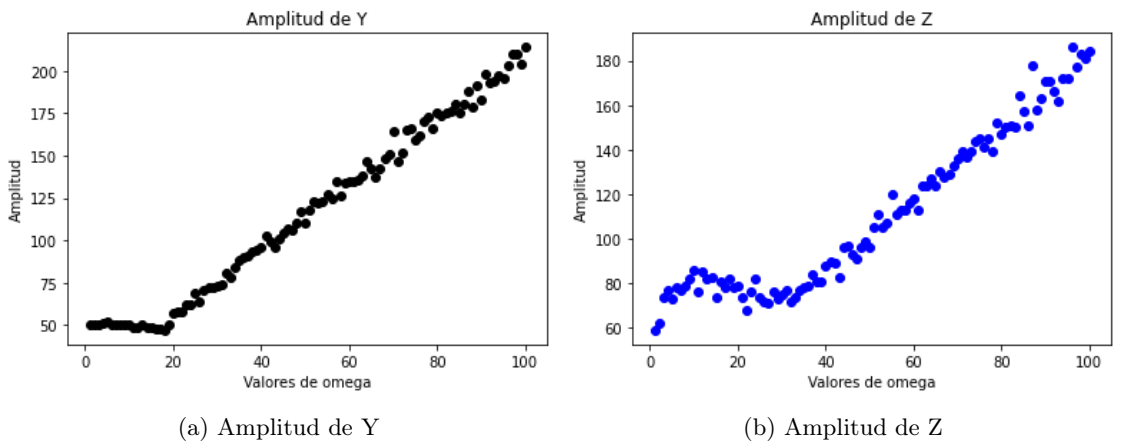 Amplitud de Y
200
175
150
125
100
75
50
Amplitud
0 20 40 60 80 100
Valores de omega
(a) Amplitud de Y
Amplitud de Z
180
160
140
120
100
80
60
Amplitud
0 20 40 60 80 100
Valores de omega
(b) Amplitud de Z